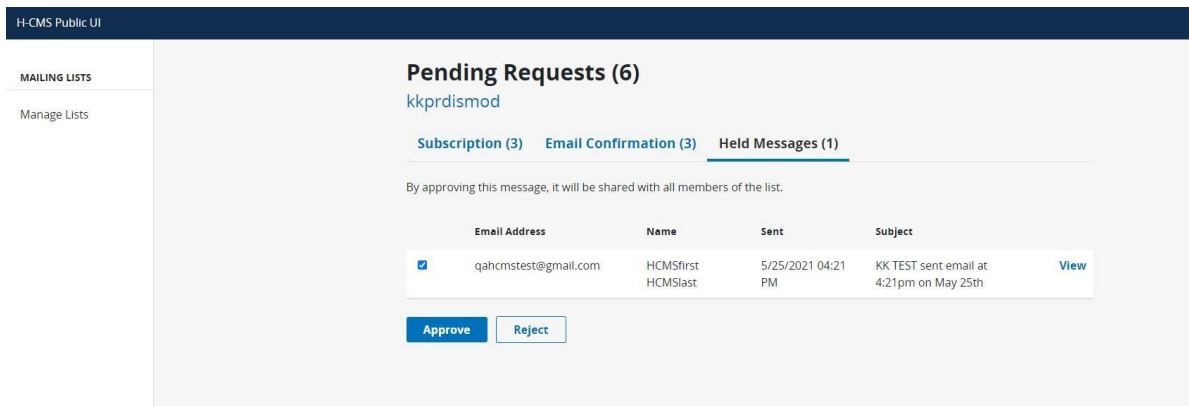 H-CMS Public UI
MAILING LISTS
Manage Lists
Pending Requests (6)
kkprdismod
Subscription (3) Email Confirmation (3) Held Messages (1)
By approving this message, it will be shared with all members of the list.
Email Address Name Sent Subject
qahcmstest@gmail.com HCMSfirst 5/25/2021 04:21 KK TEST sent email at View
HCMSlast PM 4:21pm on May 25th
Approve Reject